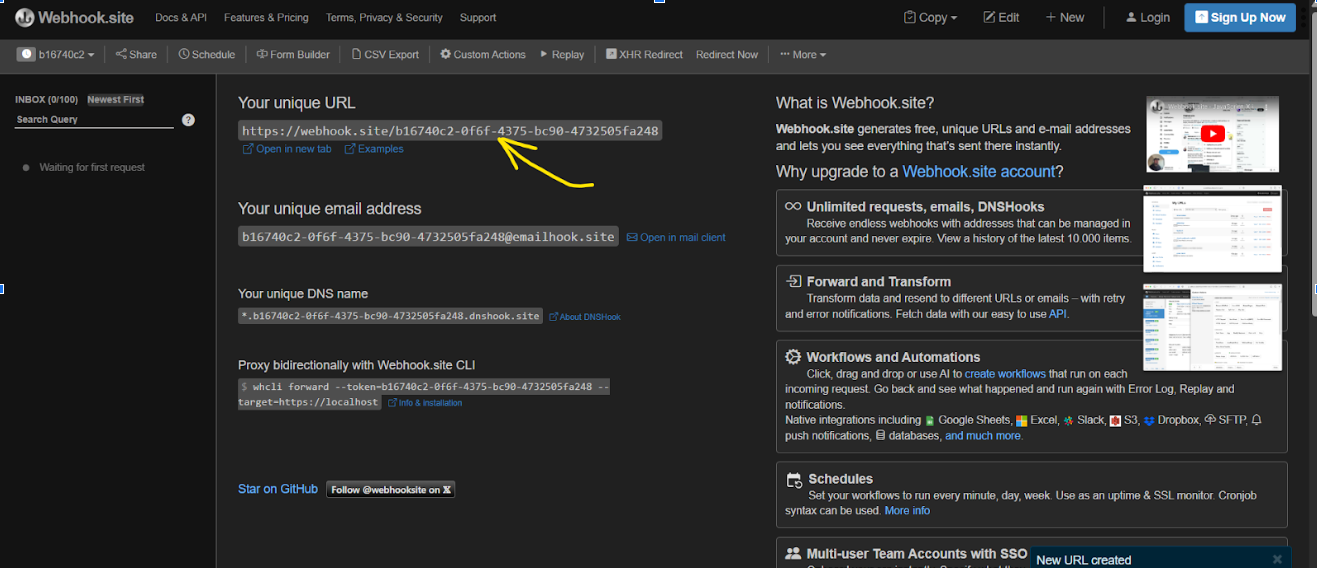 Webhook.site Docs & API Features & Pricing Terms, Privacy & Security Support Copy Edit New Login Sign Up Now
b16740c2 Share Schedule Form Builder CSV Export Custom Actions Replay XHR Redirect Redirect Now More
INBOX (0/100) Newest First
Search Query ?
Waiting for first request
Your unique URL
https://webhook.site/b16740c2-0f6f-4375-bc90-4732505fa248
Open in new tab Examples
Your unique email address
b16740c2-0f6f-4375-bc90-4732505fa248@emailhook.site Open in mail client
Your unique DNS name
*.b16740c2-0f6f-4375-bc90-4732505fa248.dnshook.site About DNSHook
Proxy bidirectionally with Webhook.site CLI
$ whcli forward --token=b16740c2-0f6f-4375-bc90-4732505fa248 --
target=https://localhost Info & installation
Star on GitHub Follow @webhooksite on X
What is Webhook.site?
Webhook.site generates free, unique URLs and e-mail addresses
and lets you see everything that's sent there instantly.
Why upgrade to a Webhook.site account?
Unlimited requests, emails, DNSHooks
Receive endless webhooks with addresses that can be managed in
your account and never expire. View a history of the latest 10.000 items.
Forward and Transform
Transform data and resend to different URLs or emails – with retry
and error notifications. Fetch data with our easy to use API.
Workflows and Automations
Click, drag and drop or use AI to create workflows that run on each
incoming request. Go back and see what happened and run again with Error Log, Replay and
notifications.
Native integrations including Google Sheets, Excel, Slack, S3, Dropbox, SFTP,
push notifications, databases, and much more.
Schedules
Set your workflows to run every minute, day, week. Use as an uptime & SSL monitor. Cronjob
syntax can be used. More info
Multi-user Team Accounts with SSO
New URL created